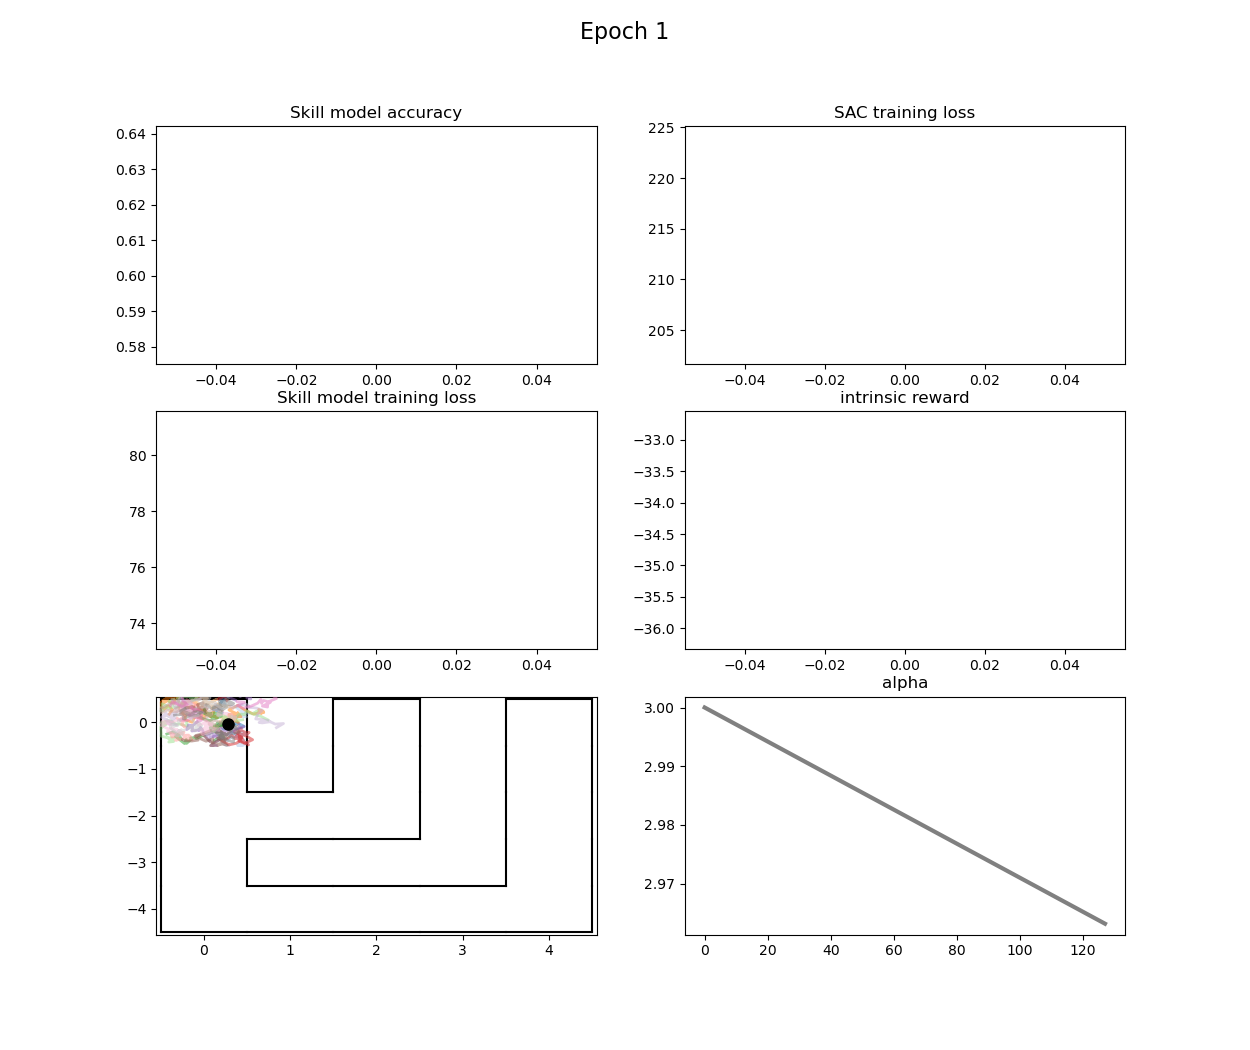 Epoch 1
Skill model accuracy
0.64
0.63
0.62
0.61
0.60
0.59
0.58
−0.04 −0.02 0.00 0.02 0.04
SAC training loss
225
220
215
210
205
−0.04 −0.02 0.00 0.02 0.04
Skill model training loss
80
78
76
74
−0.04 −0.02 0.00 0.02 0.04
intrinsic reward
−33.0
−33.5
−34.0
−34.5
−35.0
−35.5
−36.0
−0.04 −0.02 0.00 0.02 0.04
0
−1
−2
−3
−4
0 1 2 3 4
alpha
3.00
2.99
2.98
2.97
0 20 40 60 80 100 120